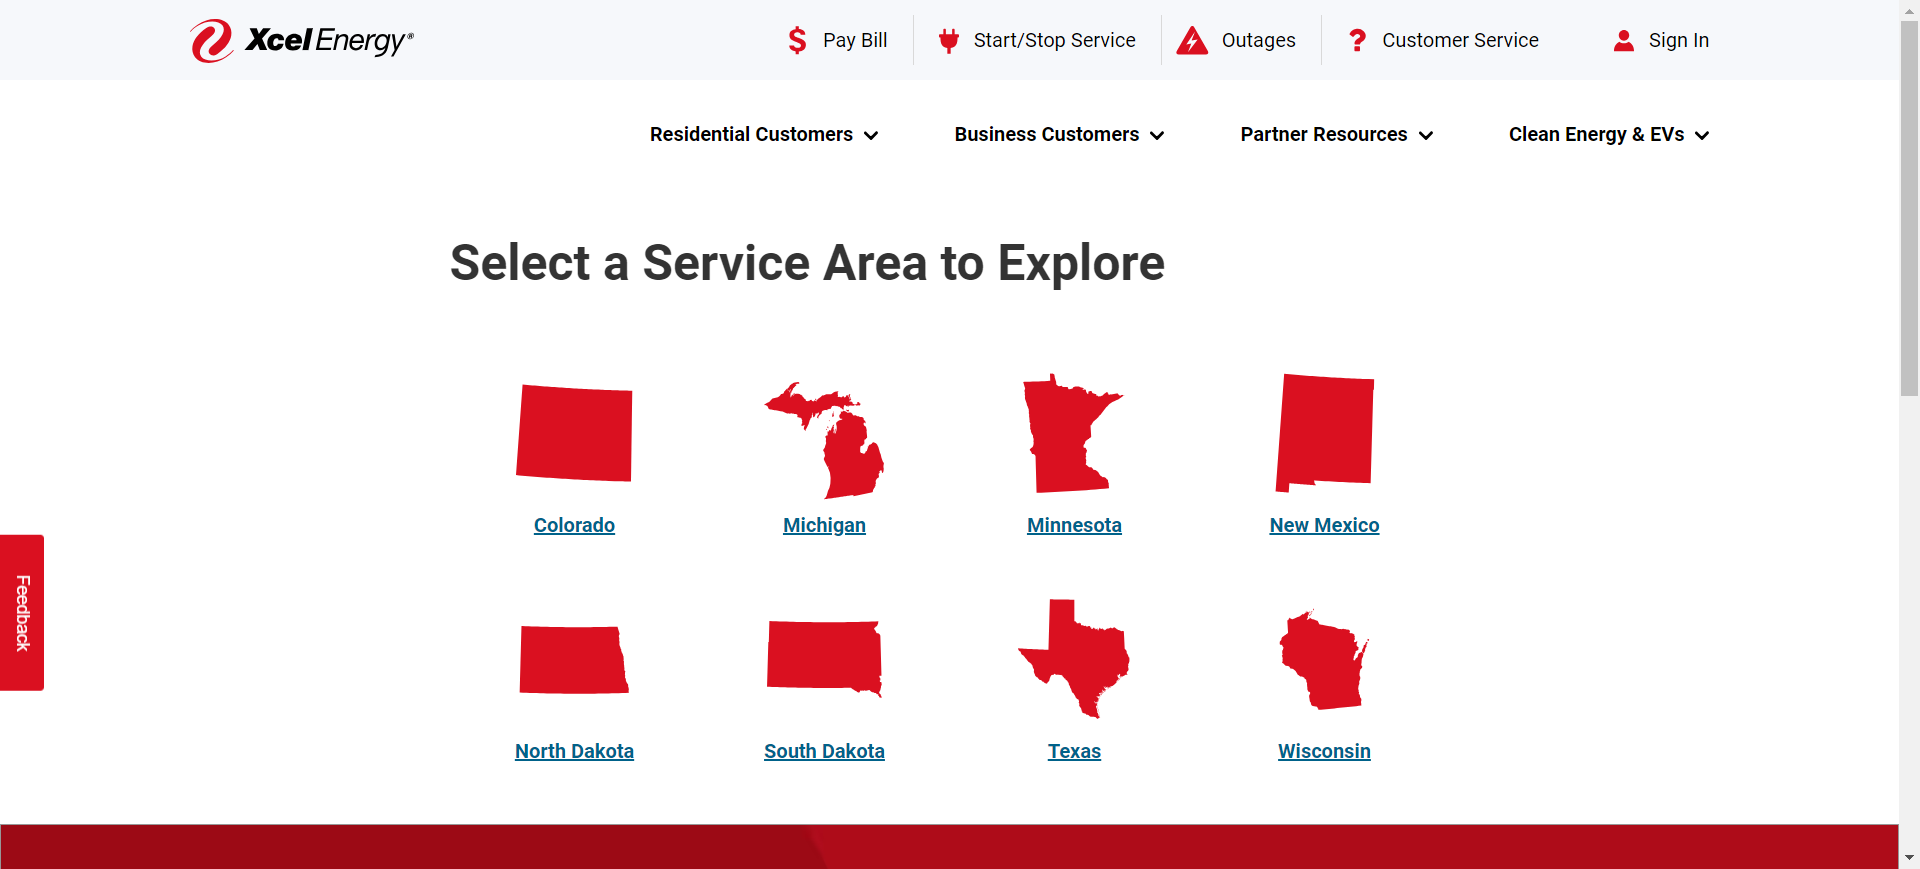 Xcel Energy®
Pay Bill
Start/Stop Service
Outages
Customer Service
Sign In
Residential Customers
Business Customers
Partner Resources
Clean Energy & EVs
Select a Service Area to Explore
Colorado
Michigan
Minnesota
New Mexico
Feedback
North Dakota
South Dakota
Texas
Wisconsin